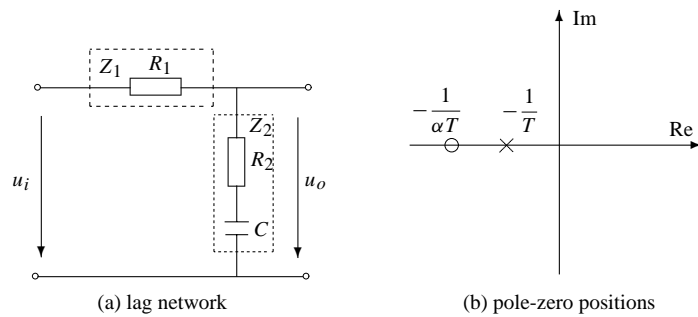 Z₁
R₁
Z₂
R₂
C
uᵢ
uₒ
(a) lag network
Im
Re
−1/αT
−1/T
(b) pole-zero positions